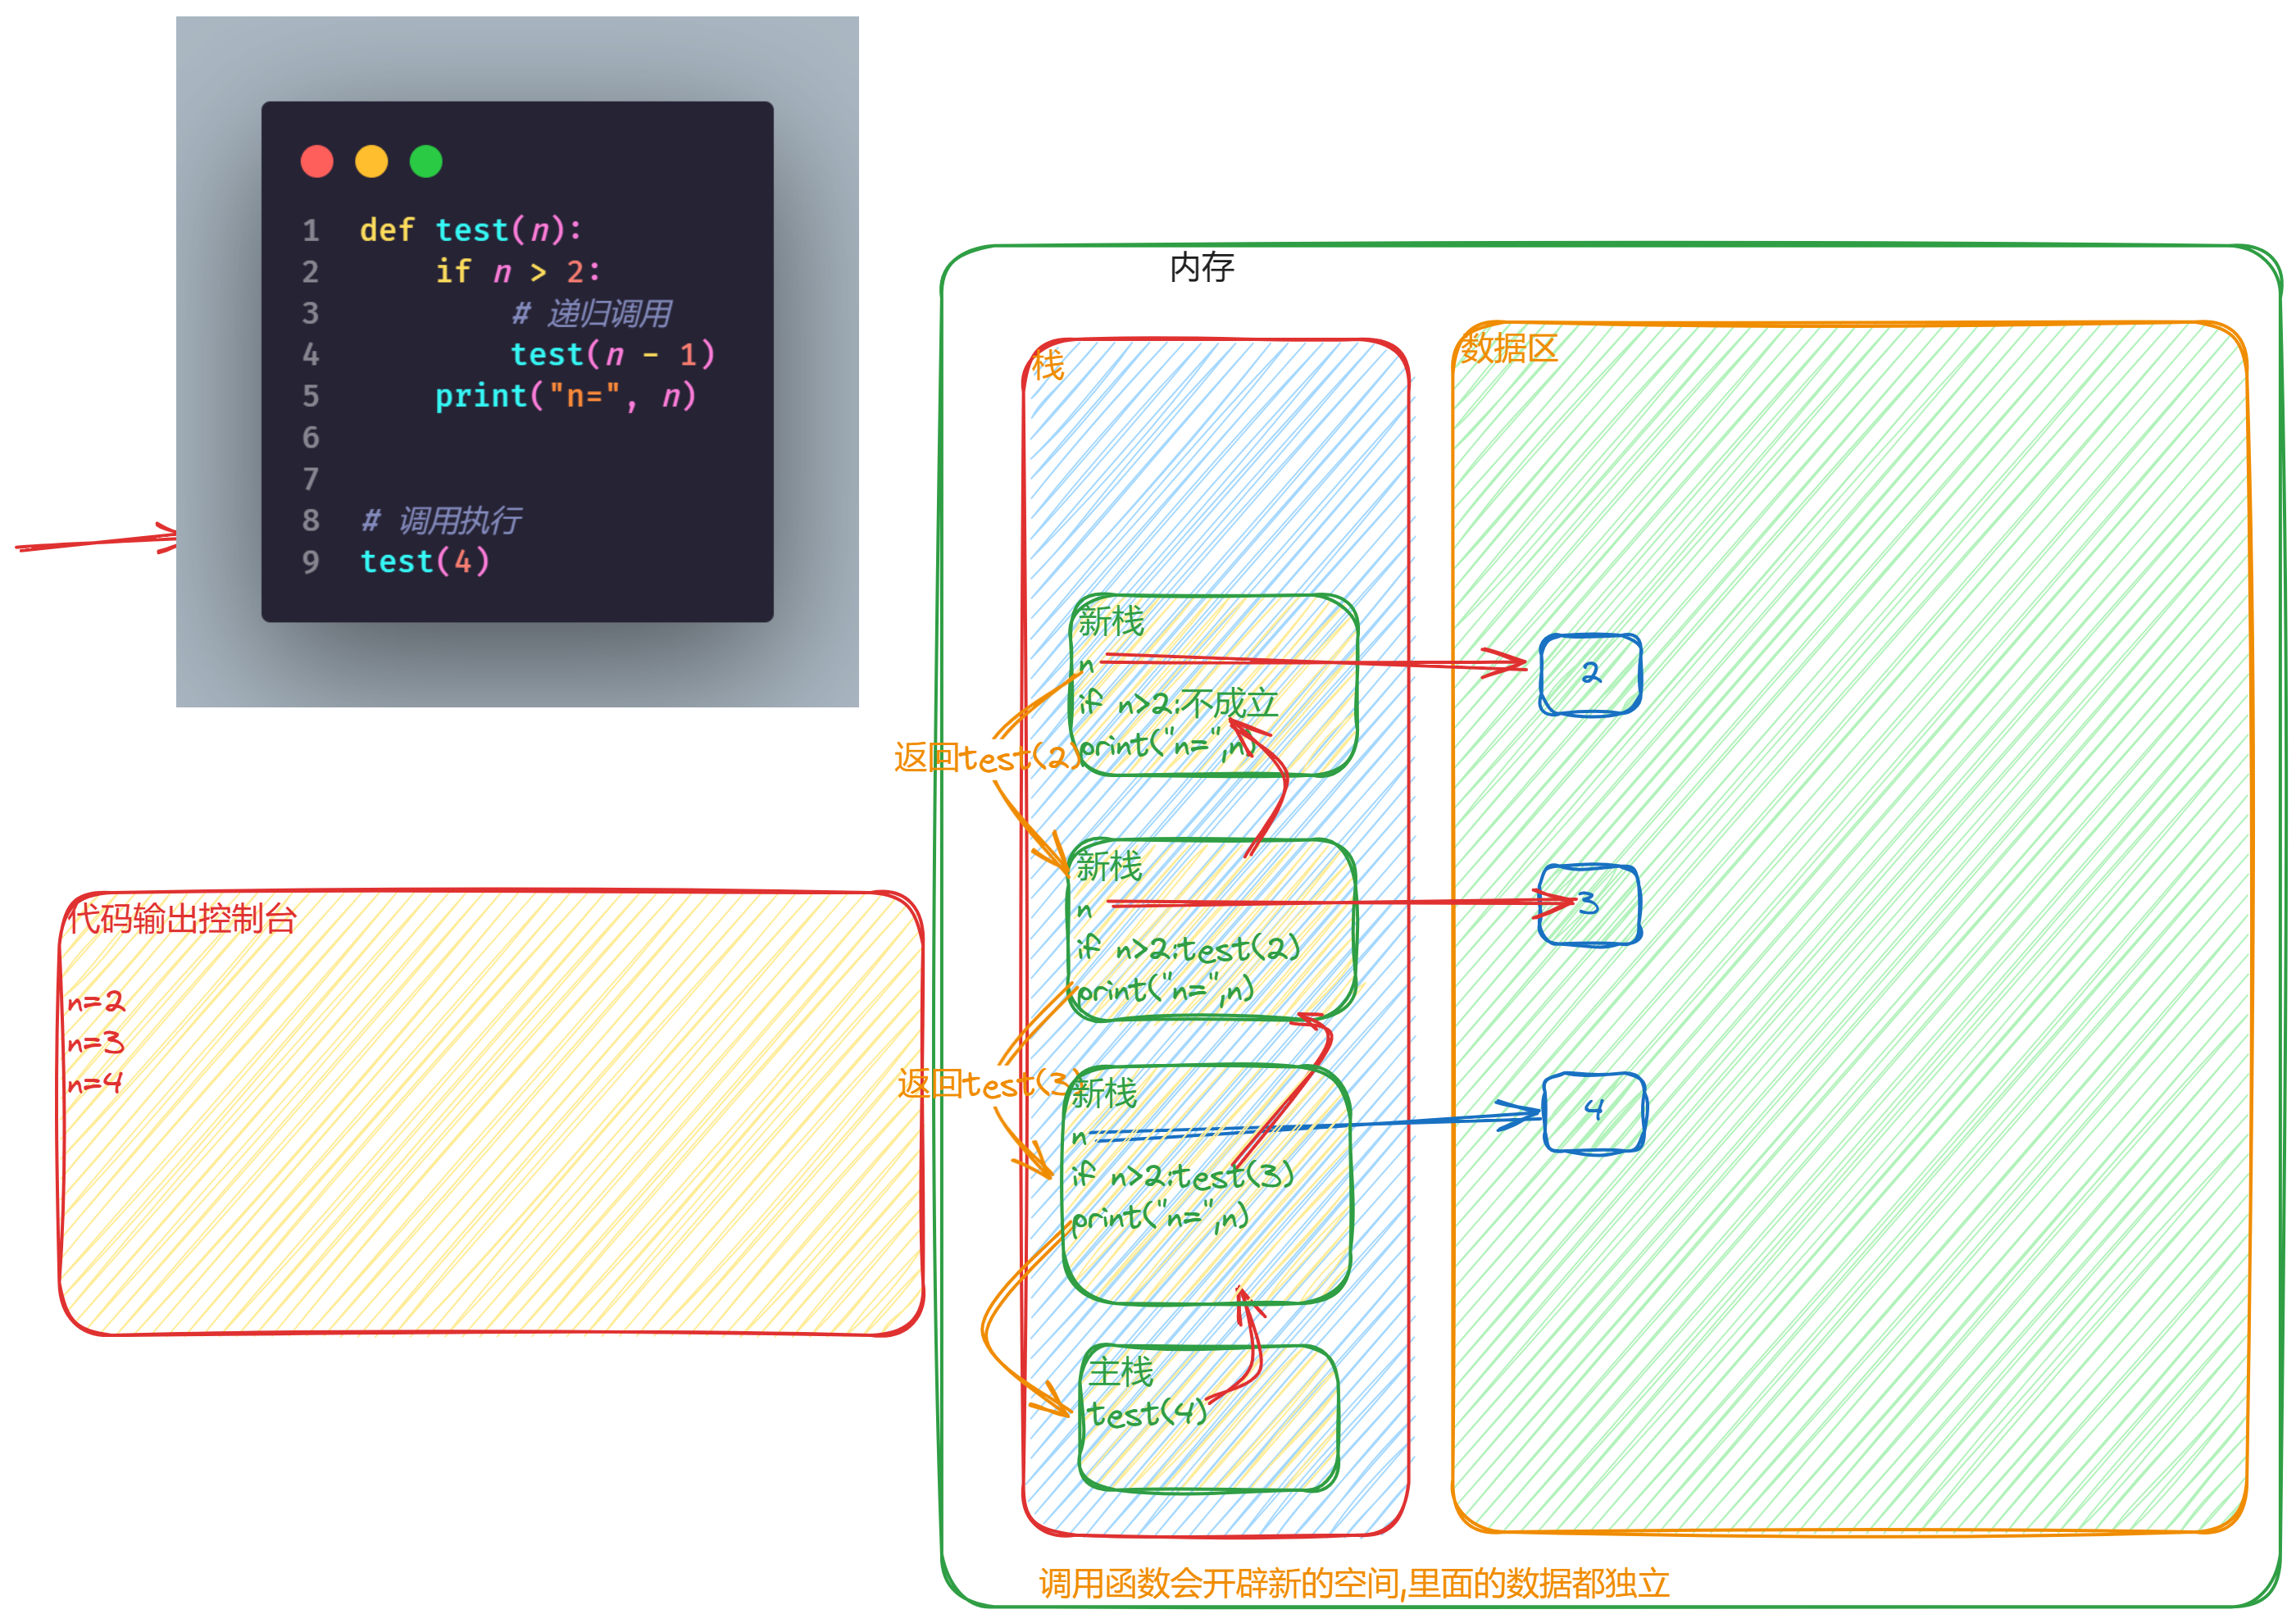 1 def test(n):
2 if n > 2:
3 # 递归调用
4 test(n - 1)
5 print("n=", n)
6
7
8 # 调用执行
9 test(4)
代码输出控制台
n=2
n=3
n=4
内存
栈
数据区
新栈
n
if n>2:不成立
print("n=",n)
返回test(2)
2
新栈
n
if n>2:test(2)
print("n=",n)
返回test(3)
3
新栈
n
if n>2:test(3)
print("n=",n)
4
主栈
test(4)
调用函数会开辟新的空间,里面的数据都独立